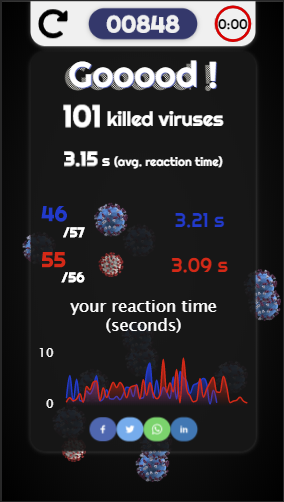 00848
0:00
Gooood !
101 killed viruses
3.15 s (avg. reaction time)
46
/57
3.21 s
55
/56
3.09 s
your reaction time
(seconds)
10
0